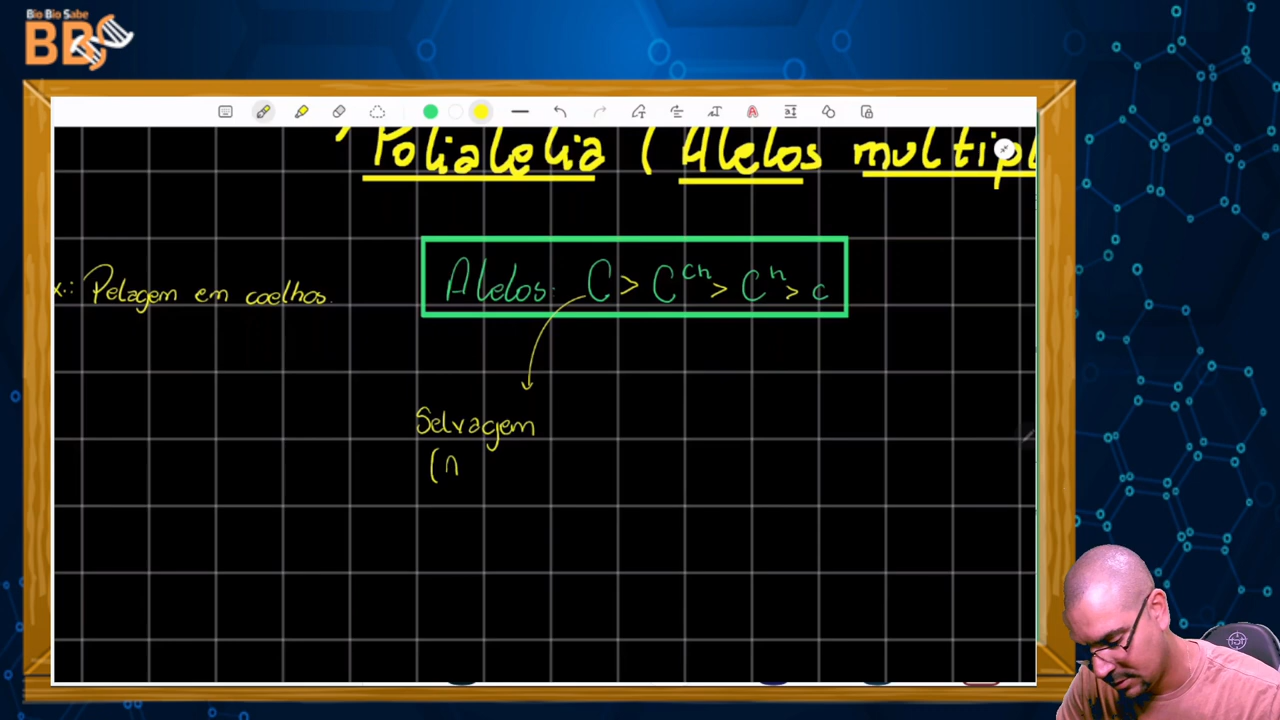 Bio Bio Sabe
BBS
Polialelia (Alelos multipl
x.: Pelagem em coelhos.
Alelos: C > C^ch > C^h > c
Selvagem
(n